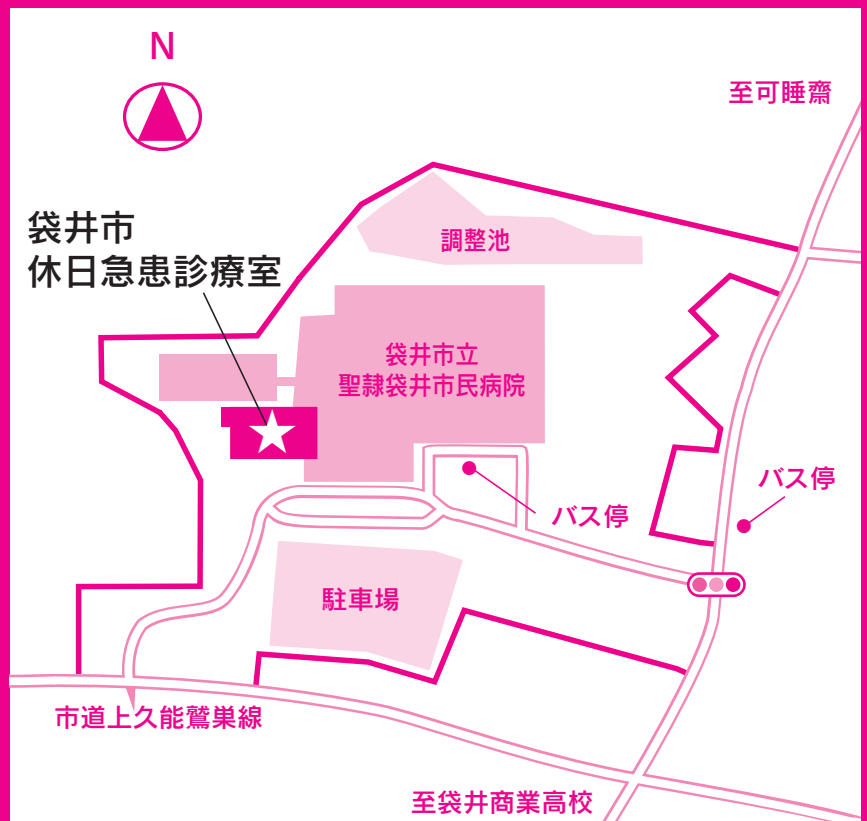 N
至可睡齋
袋井市
休日急患診療室
調整池
袋井市立
聖隷袋井市民病院
バス停
バス停
駐車場
市道上久能鷲巣線
至袋井商業高校